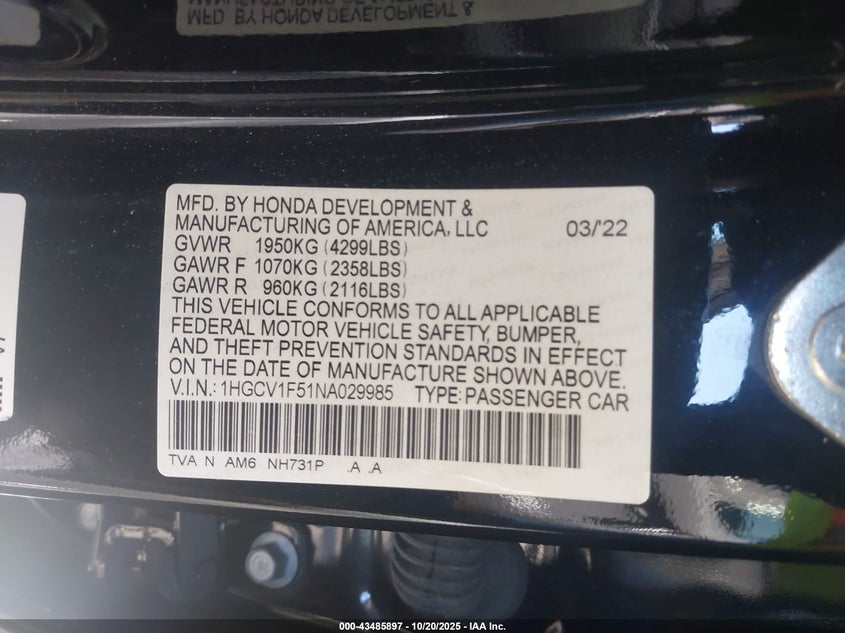 MFD. BY HONDA DEVELOPMENT &
MANUFACTURING OF AMERICA, LLC 03/'22
GVWR 1950KG (4299LBS)
GAWR F 1070KG (2358LBS)
GAWR R 960KG (2116LBS)
THIS VEHICLE CONFORMS TO ALL APPLICABLE
FEDERAL MOTOR VEHICLE SAFETY, BUMPER,
AND THEFT PREVENTION STANDARDS IN EFFECT
ON THE DATE OF MANUFACTURE SHOWN ABOVE.
V.I.N.: 1HGCV1F51NA029985 TYPE: PASSENGER CAR
TVA N AM6 NH731P .A .A
000-43485897 - 10/20/2025 - IAA Inc.